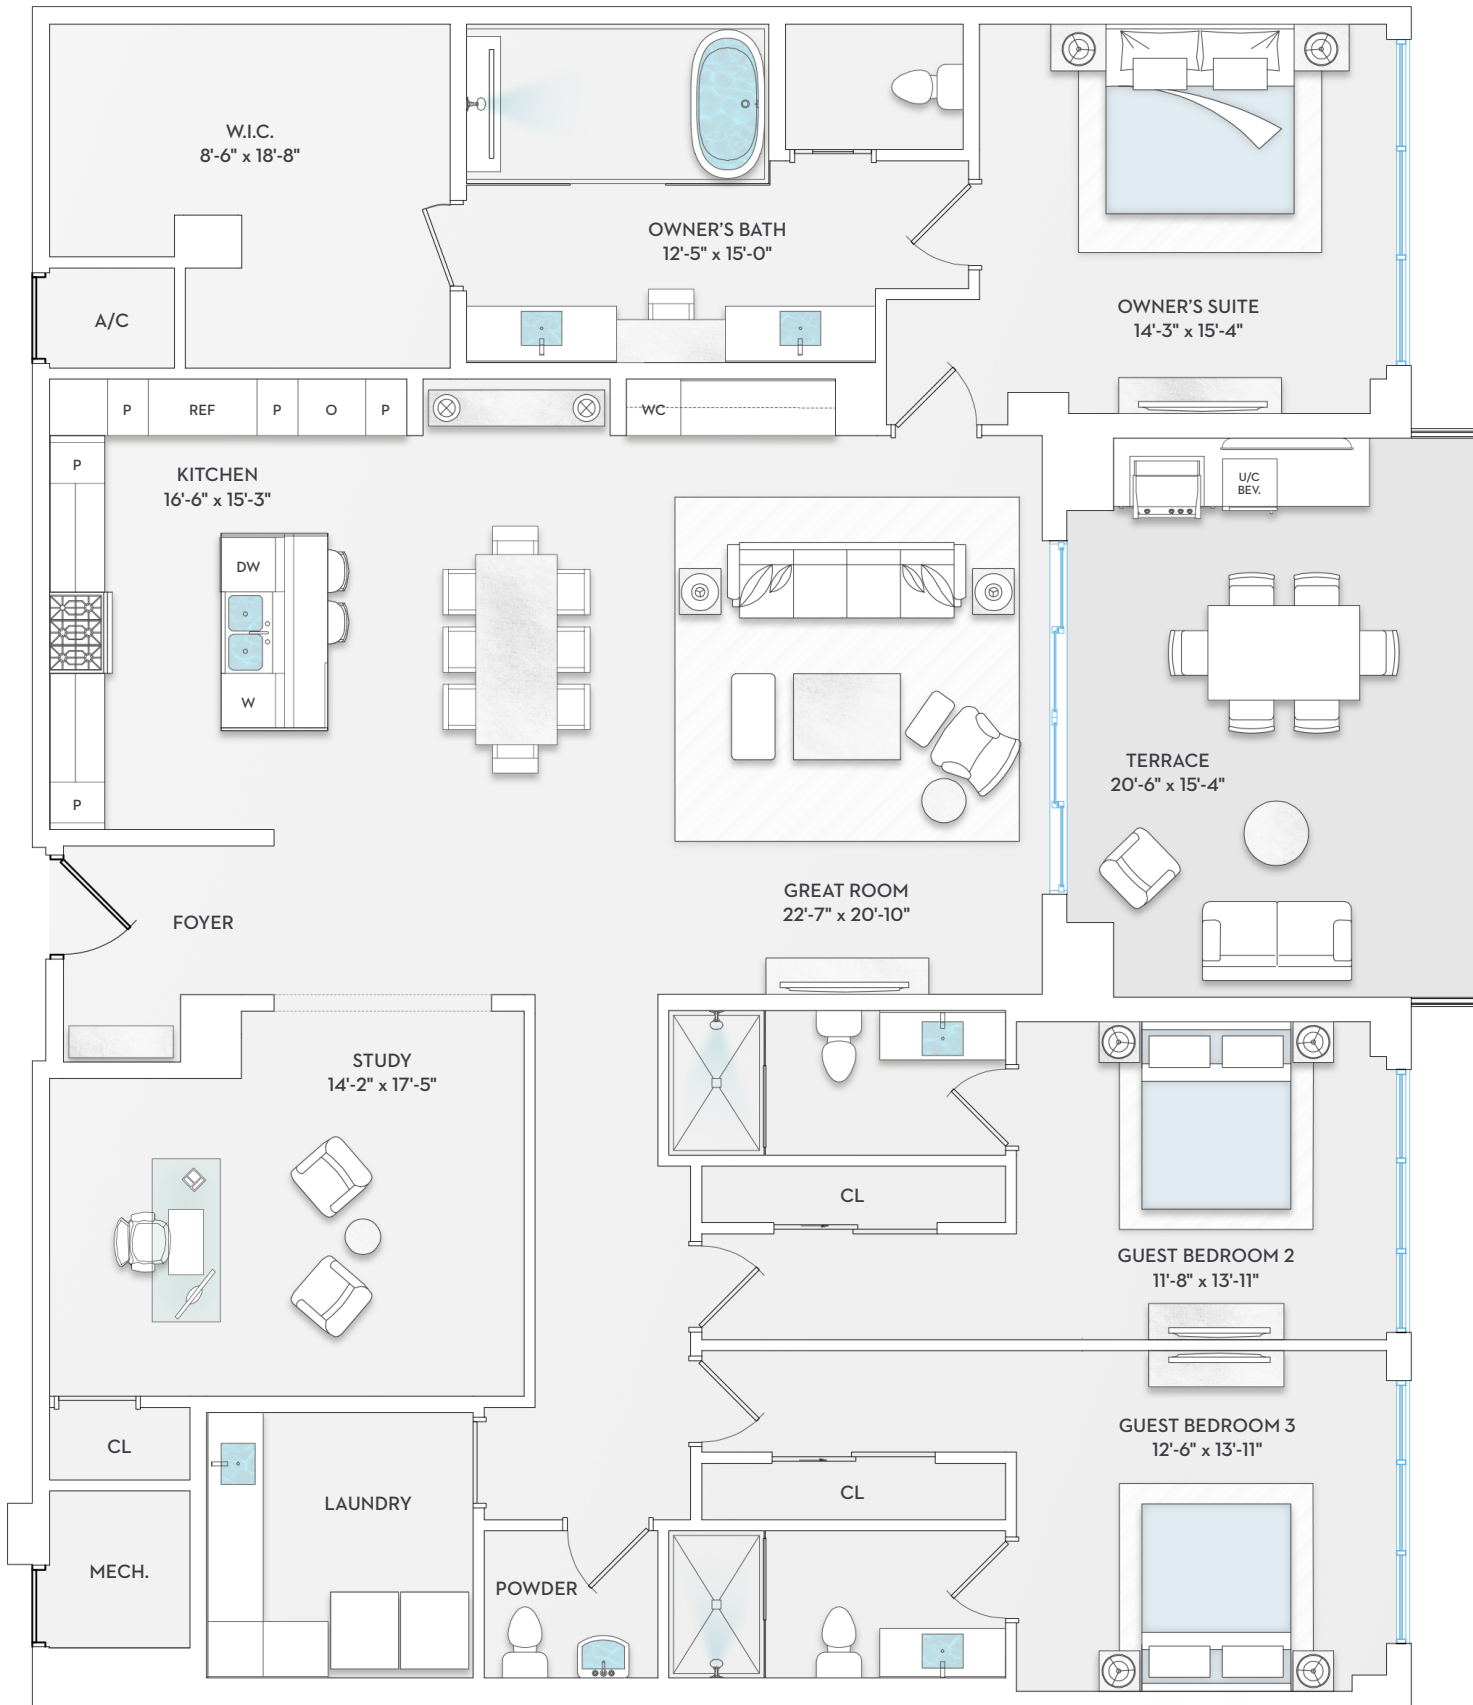 W.I.C.
8'-6" x 18'-8"
OWNER'S BATH
12'-5" x 15'-0"
OWNER'S SUITE
14'-3" x 15'-4"
A/C
P
REF
P
O
P
WC
P
KITCHEN
16'-6" x 15'-3"
U/C
BEV.
DW
W
P
TERRACE
20'-6" x 15'-4"
GREAT ROOM
22'-7" x 20'-10"
FOYER
STUDY
14'-2" x 17'-5"
CL
GUEST BEDROOM 2
11'-8" x 13'-11"
GUEST BEDROOM 3
12'-6" x 13'-11"
CL
CL
LAUNDRY
MECH.
POWDER